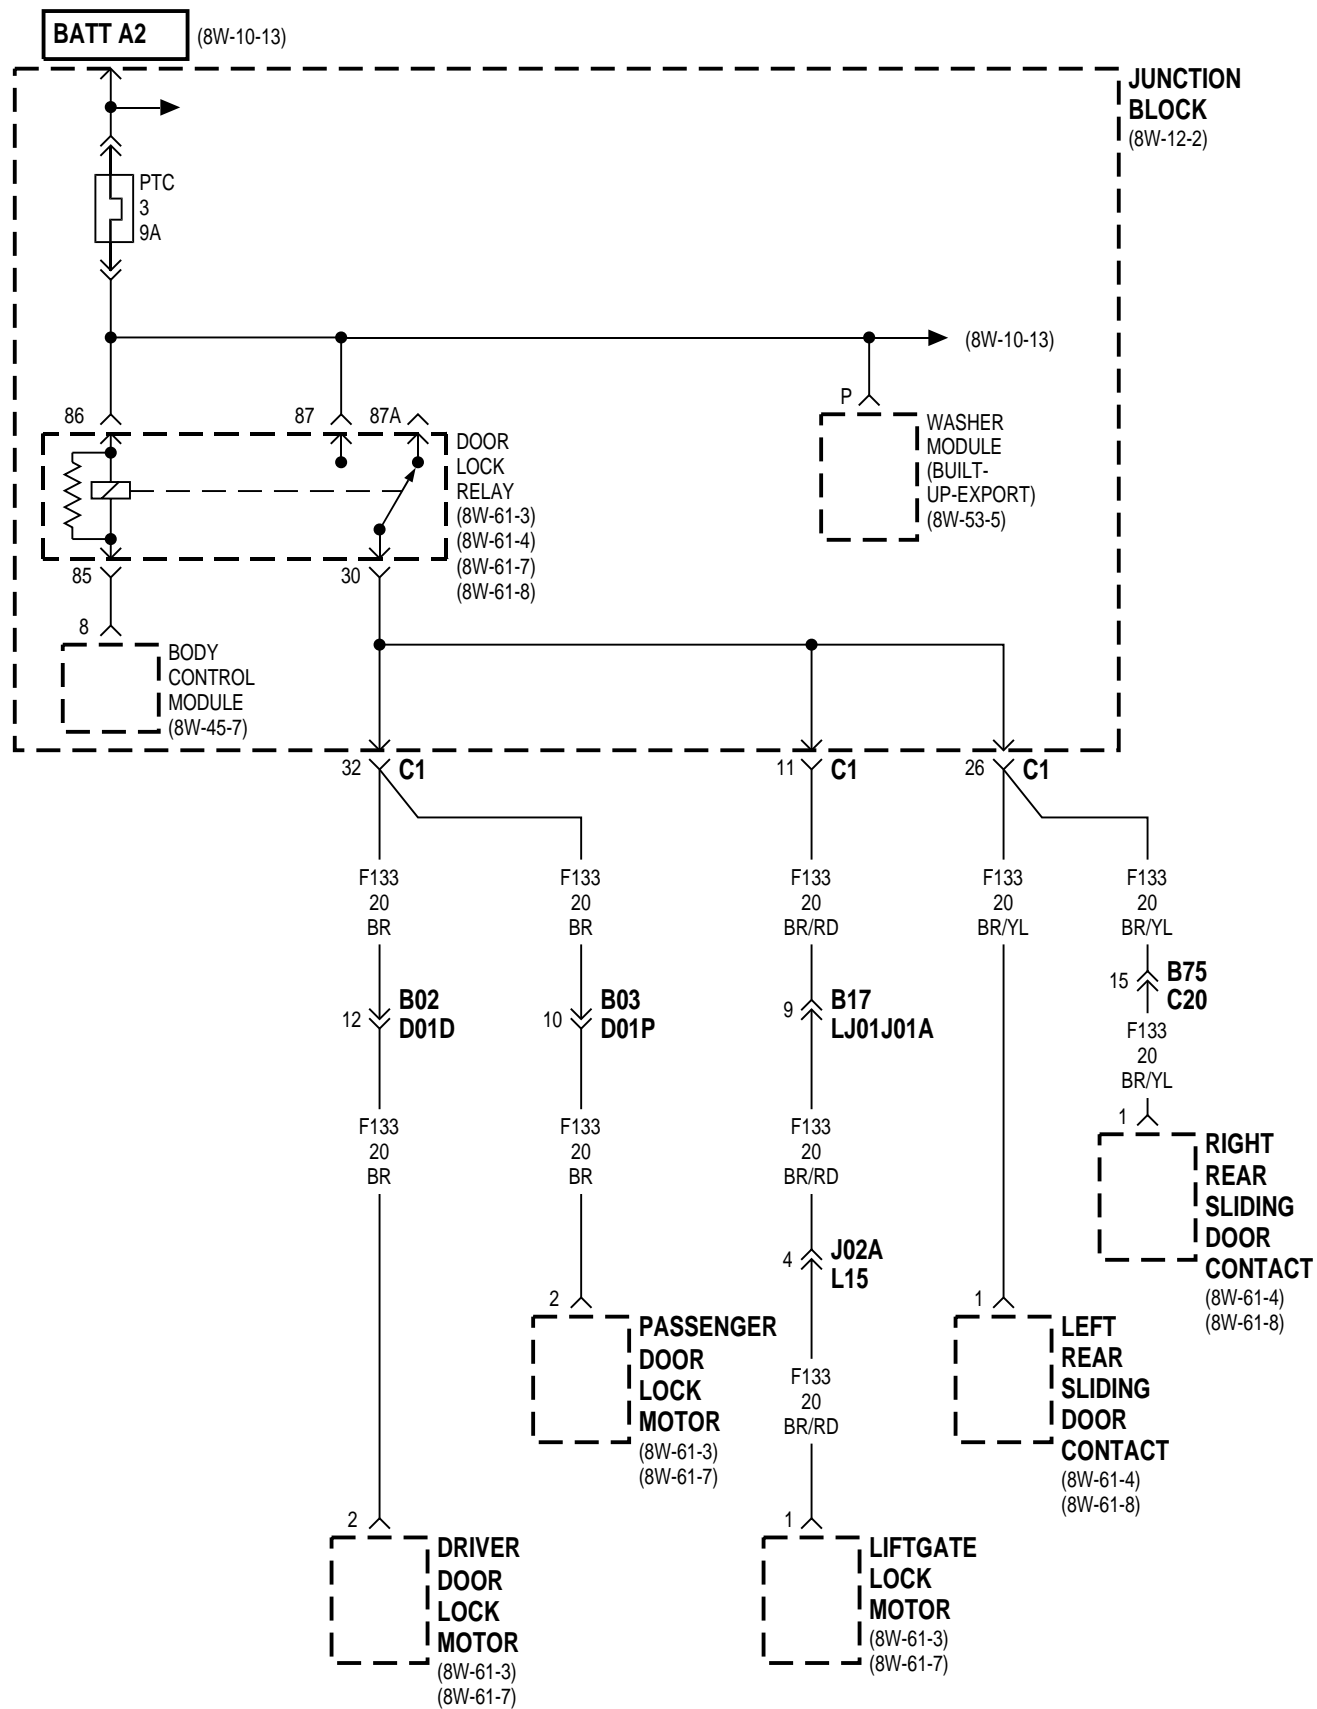 BATT A2
(8W-10-13)
JUNCTION
BLOCK
(8W-12-2)
PTC
3
9A
(8W-10-13)
86
87
87A
P
DOOR
LOCK
RELAY
(8W-61-3)
(8W-61-4)
(8W-61-7)
(8W-61-8)
WASHER
MODULE
(BUILT-
UP-EXPORT)
(8W-53-5)
85
30
8
BODY
CONTROL
MODULE
(8W-45-7)
32
C1
11
C1
26
C1
F133
20
BR
F133
20
BR
F133
20
BR/RD
F133
20
BR/YL
F133
20
BR/YL
12
B02
D01D
10
B03
D01P
9
B17
LJ01J01A
15
B75
C20
F133
20
BR/YL
F133
20
BR
F133
20
BR
F133
20
BR/RD
1
RIGHT
REAR
SLIDING
DOOR
CONTACT
(8W-61-4)
(8W-61-8)
4
J02A
L15
2
PASSENGER
DOOR
LOCK
MOTOR
(8W-61-3)
(8W-61-7)
F133
20
BR/RD
1
LEFT
REAR
SLIDING
DOOR
CONTACT
(8W-61-4)
(8W-61-8)
2
DRIVER
DOOR
LOCK
MOTOR
(8W-61-3)
(8W-61-7)
1
LIFTGATE
LOCK
MOTOR
(8W-61-3)
(8W-61-7)